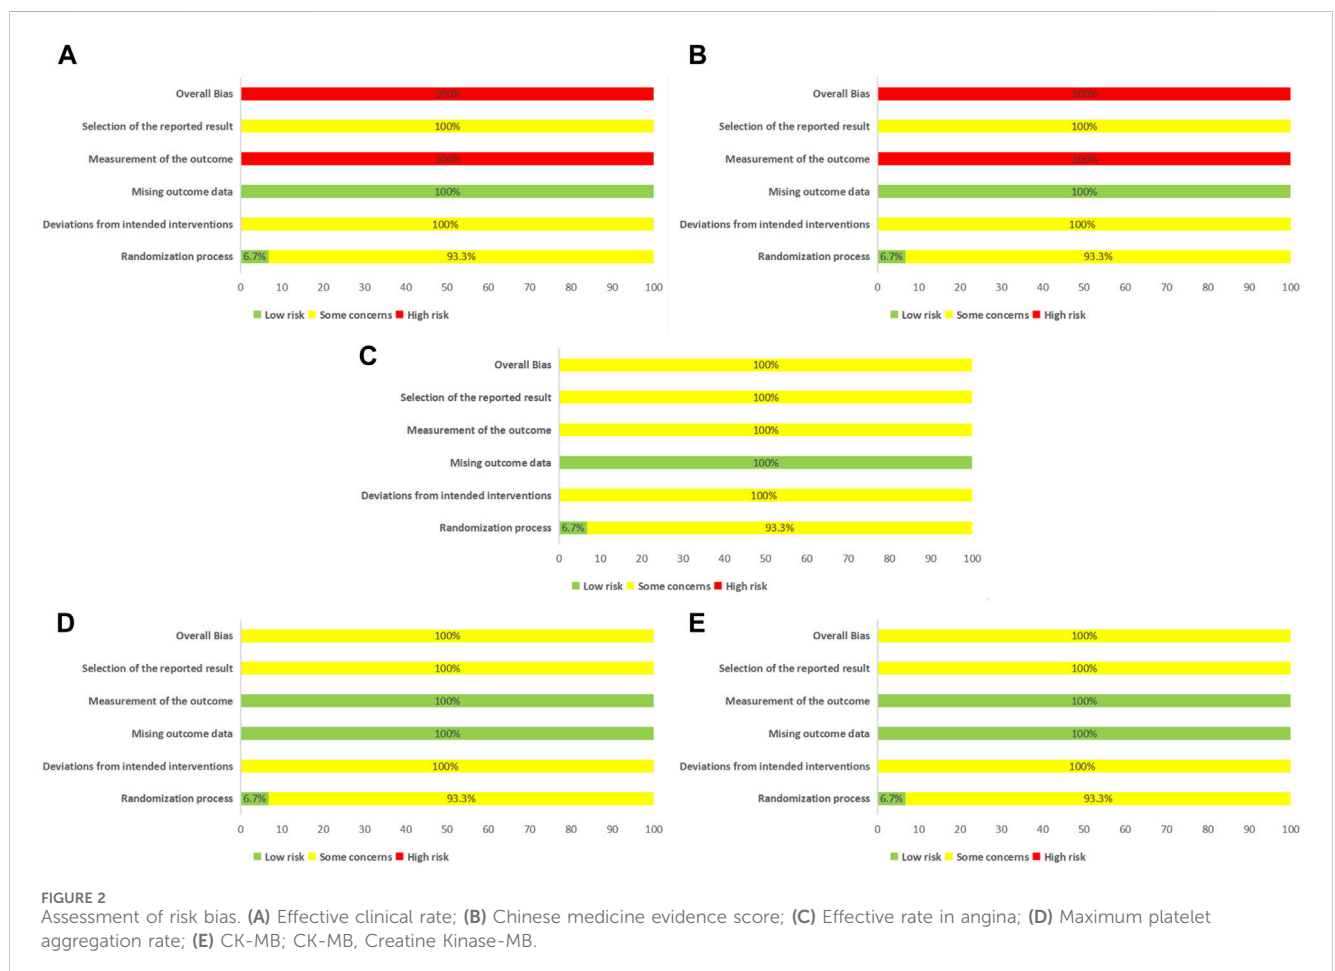 A
Overall Bias 100%
Selection of the reported result 100%
Measurement of the outcome 100%
Mising outcome data 100%
Deviations from intended interventions 100%
Randomization process 6.7% 93.3%
0 10 20 30 40 50 60 70 80 90 100
Low risk Some concerns High risk
B
Overall Bias 100%
Selection of the reported result 100%
Measurement of the outcome 100%
Mising outcome data 100%
Deviations from intended interventions 100%
Randomization process 6.7% 93.3%
0 10 20 30 40 50 60 70 80 90 100
Low risk Some concerns High risk
C
Overall Bias 100%
Selection of the reported result 100%
Measurement of the outcome 100%
Mising outcome data 100%
Deviations from intended interventions 100%
Randomization process 6.7% 93.3%
0 10 20 30 40 50 60 70 80 90 100
Low risk Some concerns High risk
D
Overall Bias 100%
Selection of the reported result 100%
Measurement of the outcome 100%
Mising outcome data 100%
Deviations from intended interventions 100%
Randomization process 6.7% 93.3%
0 10 20 30 40 50 60 70 80 90 100
Low risk Some concerns High risk
E
Overall Bias 100%
Selection of the reported result 100%
Measurement of the outcome 100%
Mising outcome data 100%
Deviations from intended interventions 100%
Randomization process 6.7% 93.3%
0 10 20 30 40 50 60 70 80 90 100
Low risk Some concerns High risk
FIGURE 2
Assessment of risk bias. (A) Effective clinical rate; (B) Chinese medicine evidence score; (C) Effective rate in angina; (D) Maximum platelet
aggregation rate; (E) CK-MB; CK-MB, Creatine Kinase-MB.